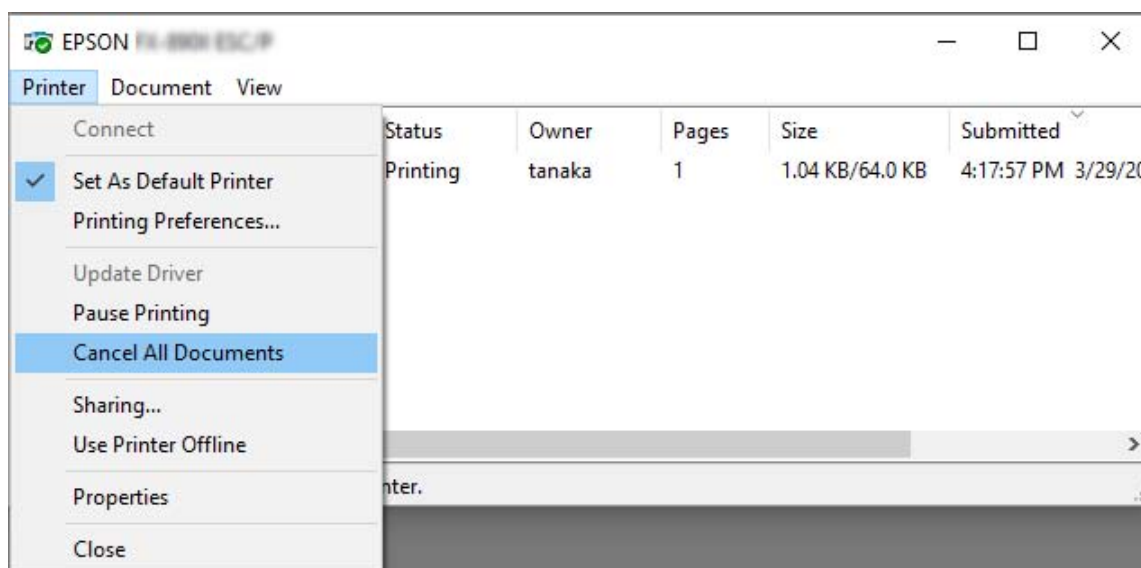 EPSON
Printer Document View
Connect
Status Owner Pages Size Submitted
Set As Default Printer
Printing tanaka 1 1.04 KB/64.0 KB 4:17:57 PM 3/29/20
Printing Preferences...
Update Driver
Pause Printing
Cancel All Documents
Sharing...
Use Printer Offline
Properties
nter.
Close